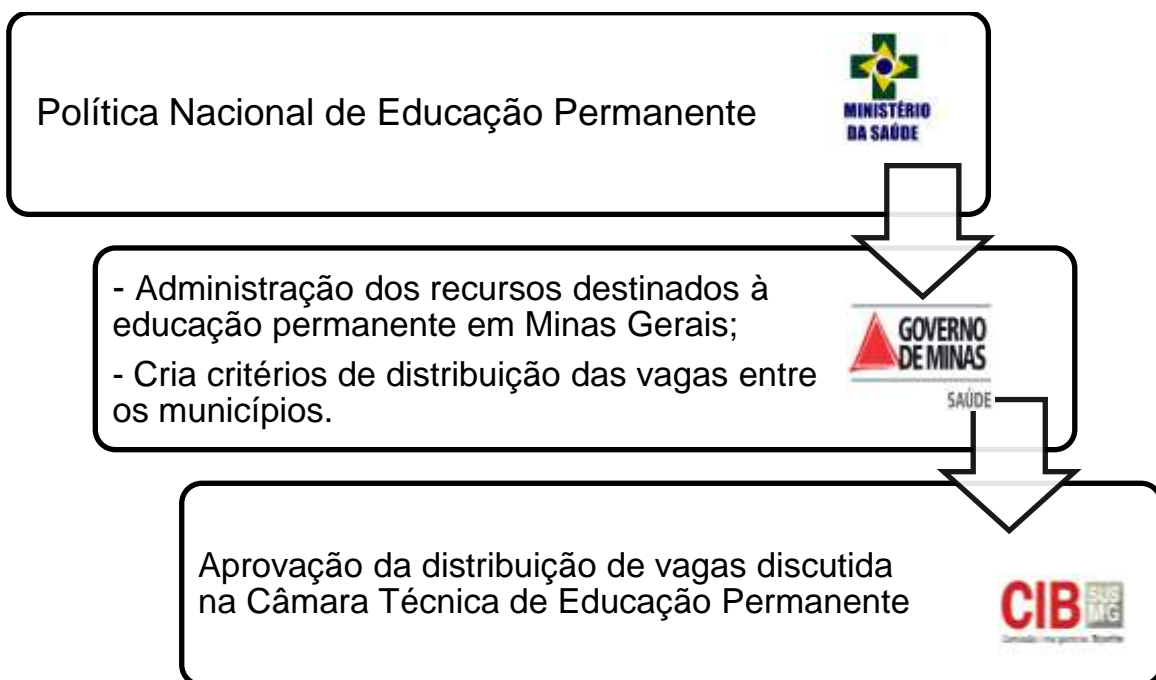 Política Nacional de Educação Permanente
MINISTÉRIO
DA SAÚDE
- Administração dos recursos destinados à
educação permanente em Minas Gerais;
- Cria critérios de distribuição das vagas entre
os municípios.
GOVERNO
DE MINAS
SAÚDE
Aprovação da distribuição de vagas discutida
na Câmara Técnica de Educação Permanente
CIB SUS
MG